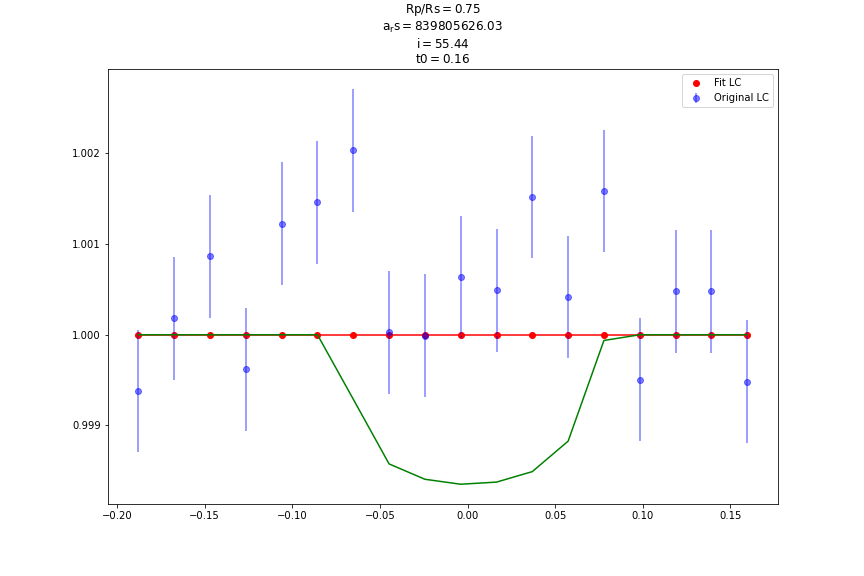 Rp/Rs = 0.75
aᵣs = 839805626.03
i = 55.44
t0 = 0.16
Fit LC
Original LC
1.002
1.001
1.000
0.999
−0.20 −0.15 −0.10 −0.05 0.00 0.05 0.10 0.15